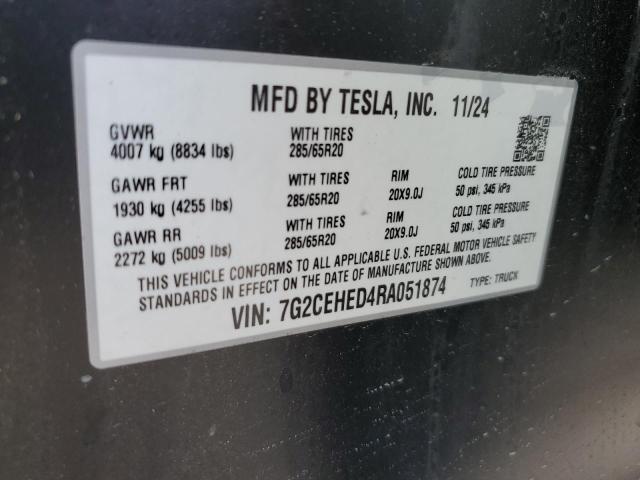 MFD BY TESLA, INC. 11/24
GVWR WITH TIRES
4007 kg (8834 lbs) 285/65R20
GAWR FRT WITH TIRES RIM COLD TIRE PRESSURE
1930 kg (4255 lbs) 285/65R20 20X9.0J 50 psi, 345 kPa
GAWR RR WITH TIRES RIM COLD TIRE PRESSURE
2272 kg (5009 lbs) 285/65R20 20X9.0J 50 psi, 345 kPa
THIS VEHICLE CONFORMS TO ALL APPLICABLE U.S. FEDERAL MOTOR VEHICLE SAFETY
STANDARDS IN EFFECT ON THE DATE OF MANUFACTURE SHOWN ABOVE.
VIN: 7G2CEHED4RA051874 TYPE: TRUCK